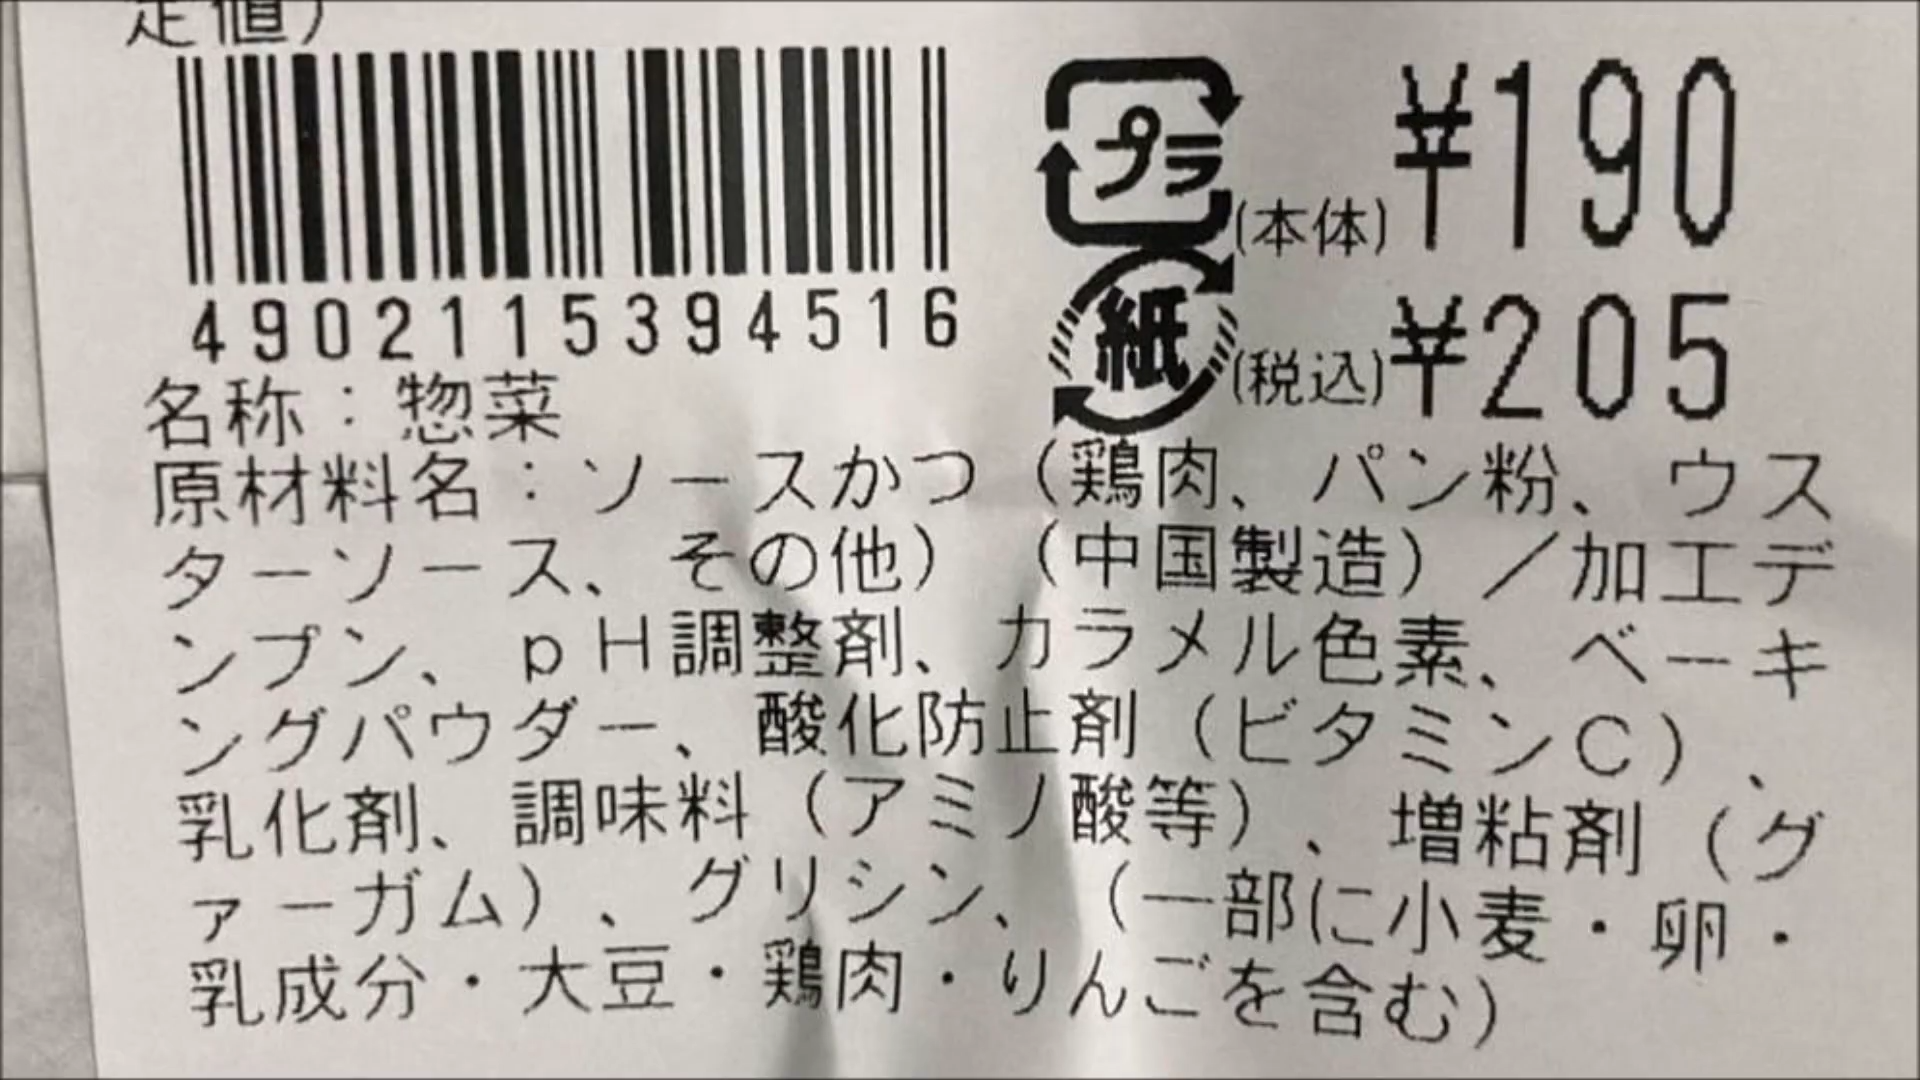 定値)
プラ
(本体) ¥190
4902115394516
紙
(税込) ¥205
名称：惣菜
原材料名：ソースかつ（鶏肉、パン粉、ウス
ターソース、その他）（中国製造）／加工デ
ンプン、pH調整剤、カラメル色素、ベーキ
ングパウダー、酸化防止剤（ビタミンC）、
乳化剤、調味料（アミノ酸等）、増粘剤（グ
ァーガム）、グリシン、（一部に小麦・卵・
乳成分・大豆・鶏肉・りんごを含む）